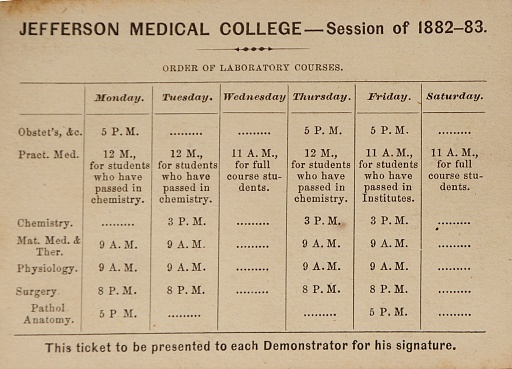 JEFFERSON MEDICAL COLLEGE—Session of 1882–83.
ORDER OF LABORATORY COURSES.
Monday. Tuesday. Wednesday Thursday. Friday. Saturday.
Obstet's, &c. 5 P. M. ......... ......... 5 P. M. 5 P. M. .........
Pract. Med. 12 M., 12 M., 11 A. M., 12 M., 11 A. M., 11 A. M.,
for students for students for full for students for students for full
who have who have course stu- who have who have course stu-
passed in passed in dents. passed in passed in dents.
chemistry. chemistry. chemistry. Institutes.
Chemistry. ......... 3 P. M. ......... 3 P. M. 3 P. M. .........
Mat. Med. & 9 A. M. 9 A. M. ......... 9 A. M. 9 A. M. .........
Ther.
Physiology. 9 A. M. 9 A. M. ......... 9 A. M. 9 A. M. .........
Surgery 8 P. M. 8 P. M. ......... 8 P. M. 8 P. M. .........
Pathol
Anatomy. 5 P M. ......... ......... ......... 5 P. M. .........
This ticket to be presented to each Demonstrator for his signature.